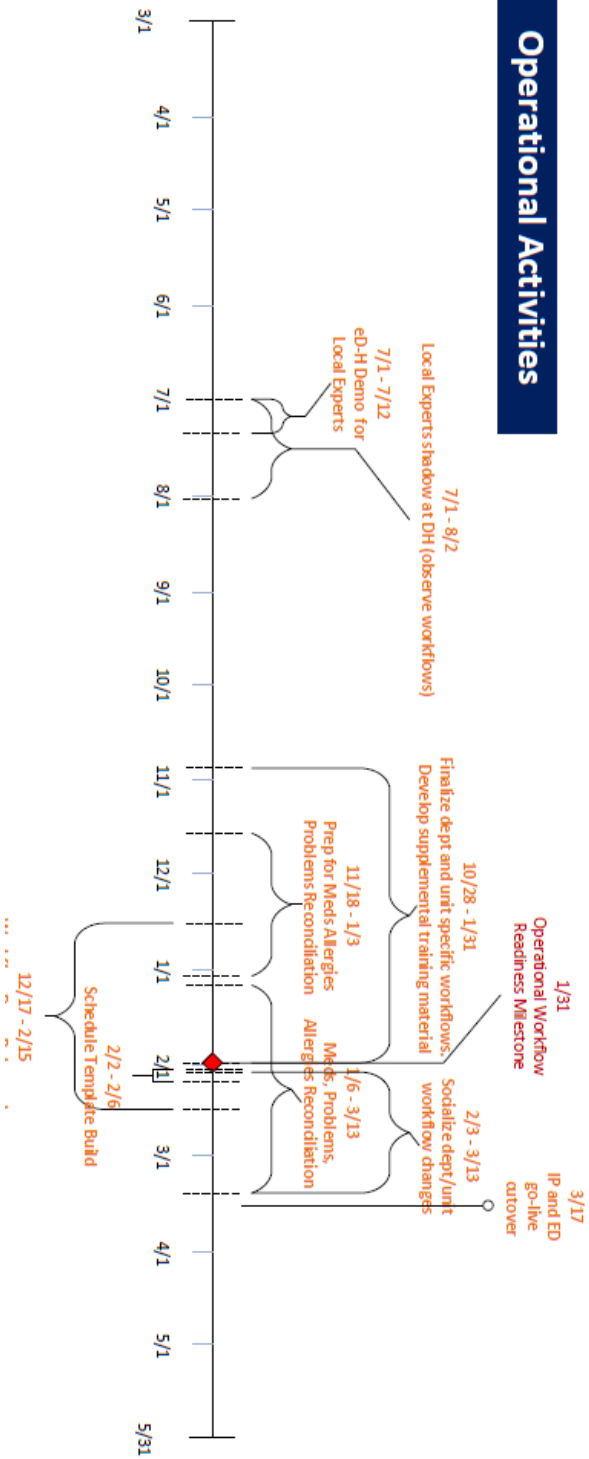 Operational Activities
1/31
Operational Workflow
Readiness Milestone
3/17
IP and ED
go-live
cutover
7/1 - 8/2
Local Experts shadow at DH (observe workflows)
10/28 - 1/31
Finalize dept and unit specific workflows.
Develop supplemental training material
2/3 - 3/13
Socialize dept/unit
workflow changes
7/1 - 7/12
eD-H Demo for
Local Experts
11/18 - 1/3
Prep for Meds Allergies
Problems Reconciliation
1/6 - 3/13
Meds, Problems,
Allergies Reconciliation
3/1
4/1
5/1
6/1
7/1
8/1
9/1
10/1
11/1
12/1
1/1
2/1
3/1
4/1
5/1
5/31
2/2 - 2/6
Schedule Template Build
12/17 - 2/15